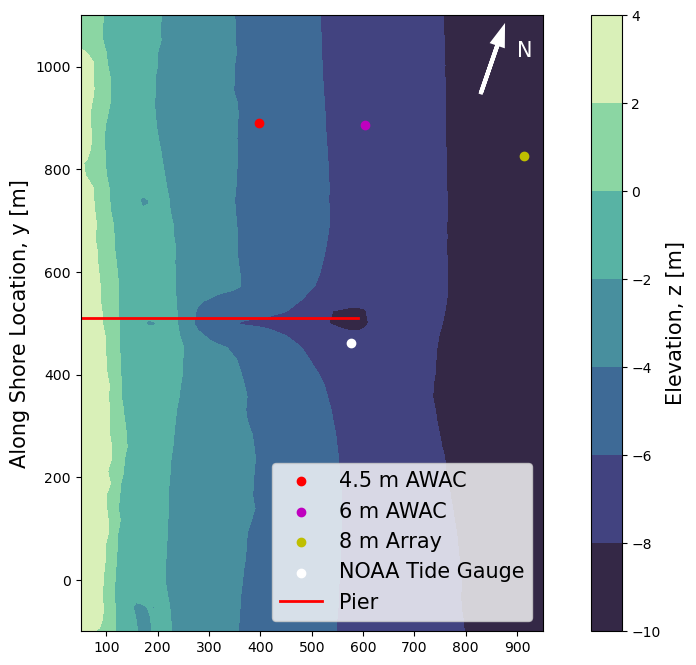 N
1000
800
600
400
200
0
Along Shore Location, y [m]
100 200 300 400 500 600 700 800 900
4.5 m AWAC
6 m AWAC
8 m Array
NOAA Tide Gauge
Pier
4
2
0
−2
−4
−6
−8
−10
Elevation, z [m]